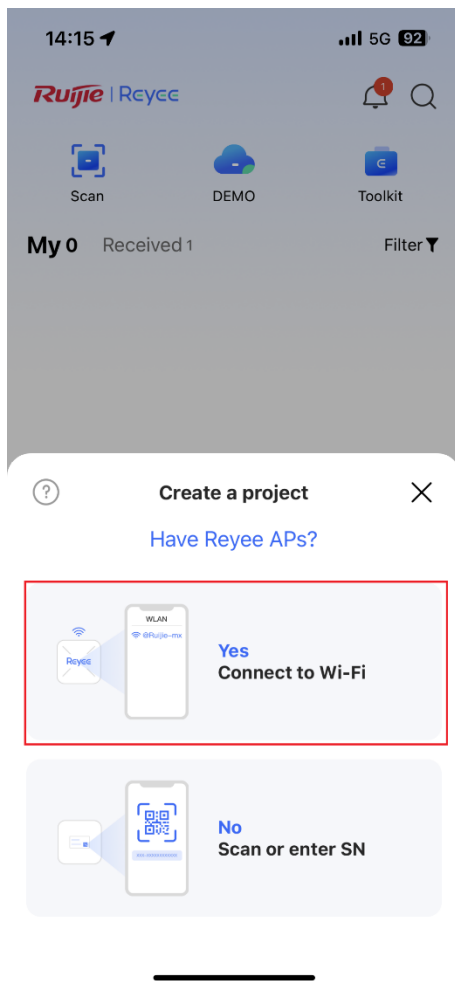 14:15 5G 92
Ruijie | Reyee 1
Scan DEMO Toolkit
My 0 Received 1 Filter
? Create a project
Have Reyee APs?
WLAN
@Ruijie-mx
Reyee
Yes
Connect to Wi-Fi
No
Scan or enter SN